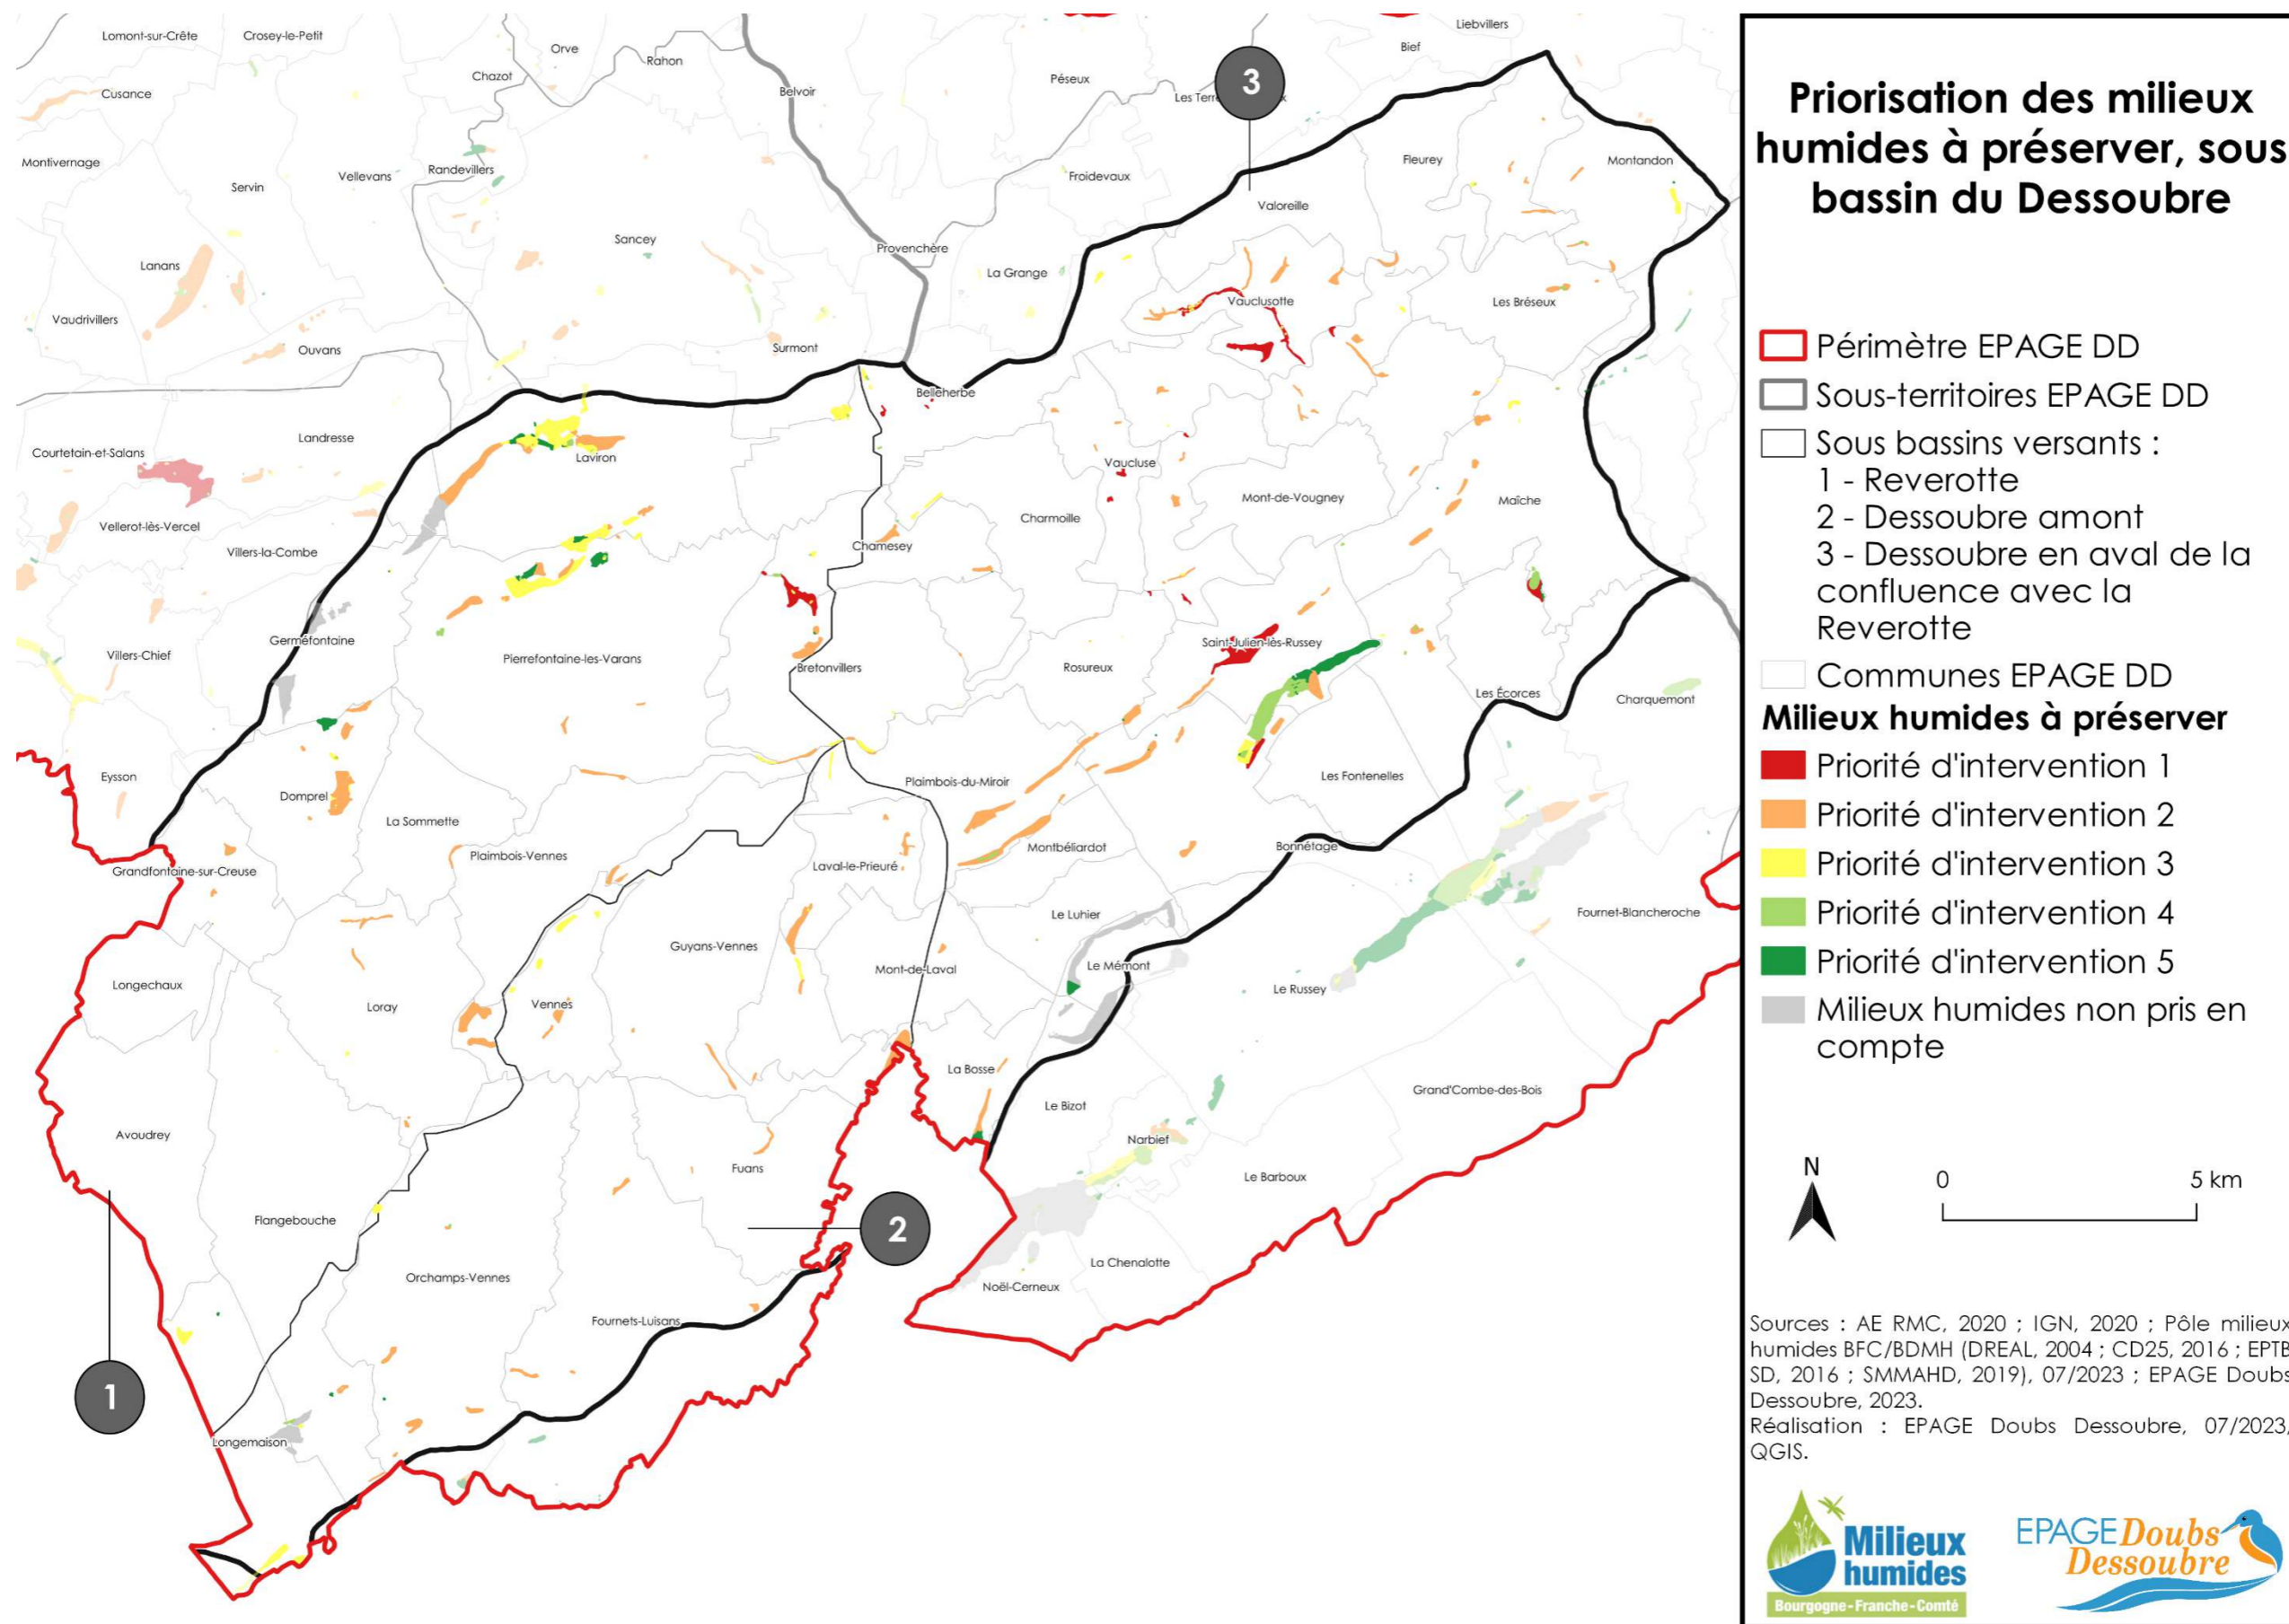 Lomont-sur-Crête
Crosey-le-Petit
Orve
Rahon
Chazot
Cusance
Belvoir
Péseux
Bief
Liebvillers
3
Montivernage
Servin
Vellevans
Randevillers
Froidevaux
Fleurey
Montandon
Valoreille
Sancey
Provenchère
La Grange
Lanans
Vauclusotte
Les Bréseux
Vaudrivillers
Ouvans
Surmont
Belleherbe
Landresse
Courtetain-et-Salans
Laviron
Vaucluse
Mont-de-Vougney
Maîche
Charmoille
Vellerot-lès-Vercel
Villers-la-Combe
Chamesey
Germéfontaine
Villers-Chief
Pierrefontaine-les-Varans
Bretonvillers
Rosureux
Saint-Julien-lès-Russey
Les Écorces
Charquemont
Eysson
Domprel
La Sommette
Plaimbois-du-Miroir
Les Fontenelles
Plaimbois-Vennes
Grandfontaine-sur-Creuse
Laval-le-Prieuré
Montbéliardot
Bonnétage
Le Luhier
Fournet-Blancheroche
Guyans-Vennes
Mont-de-Laval
Le Mémont
Le Russey
Longechaux
Loray
Vennes
La Bosse
Le Bizot
Grand'Combe-des-Bois
Avoudrey
Narbief
Fuans
Le Barboux
Flangebouche
2
Orchamps-Vennes
La Chenalotte
Noël-Cerneux
Fournets-Luisans
1
Longemaison
Priorisation des milieux
humides à préserver, sous
bassin du Dessoubre
Périmètre EPAGE DD
Sous-territoires EPAGE DD
Sous bassins versants :
1 - Reverotte
2 - Dessoubre amont
3 - Dessoubre en aval de la
confluence avec la
Reverotte
Communes EPAGE DD
Milieux humides à préserver
Priorité d'intervention 1
Priorité d'intervention 2
Priorité d'intervention 3
Priorité d'intervention 4
Priorité d'intervention 5
Milieux humides non pris en
compte
N
0 5 km
Sources : AE RMC, 2020 ; IGN, 2020 ; Pôle milieux
humides BFC/BDMH (DREAL, 2004 ; CD25, 2016 ; EPTB
SD, 2016 ; SMMAHD, 2019), 07/2023 ; EPAGE Doubs
Dessoubre, 2023.
Réalisation : EPAGE Doubs Dessoubre, 07/2023,
QGIS.
Milieux
humides
Bourgogne-Franche-Comté
EPAGE Doubs
Dessoubre